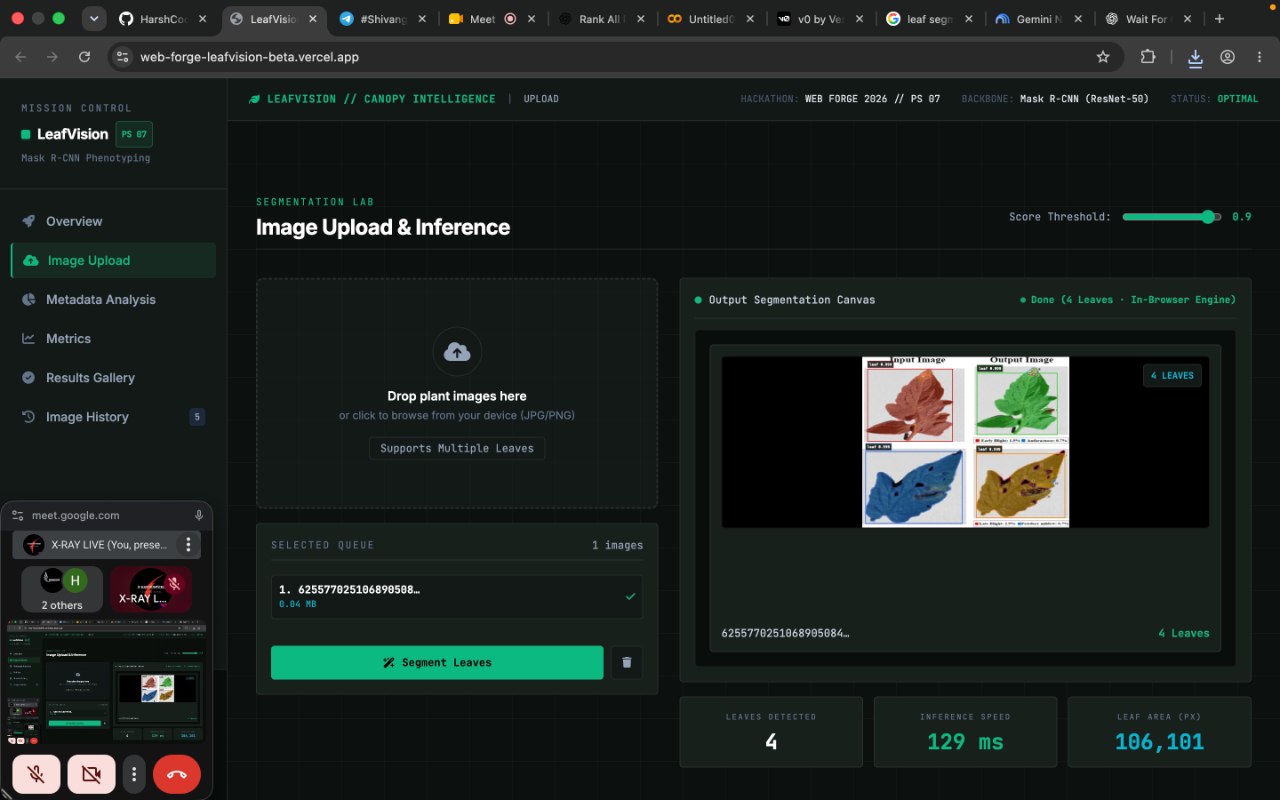 HarshCo
LeafVisio
#Shivang
Meet
Rank All
Untitled
v0 by Ver
leaf segm
Gemini N
Wait For
web-forge-leafvision-beta.vercel.app
MISSION CONTROL
LeafVision
PS 07
Mask R-CNN Phenotyping
LEAFVISION // CANOPY INTELLIGENCE | UPLOAD
HACKATHON: WEB FORGE 2026 // PS 07
BACKBONE: Mask R-CNN (ResNet-50)
STATUS: OPTIMAL
Overview
Image Upload
Metadata Analysis
Metrics
Results Gallery
Image History
5
SEGMENTATION LAB
Image Upload & Inference
Score Threshold:
0.9
Drop plant images here
or click to browse from your device (JPG/PNG)
Supports Multiple Leaves
SELECTED QUEUE
1 images
1. 625577025106890508…
0.04 MB
Segment Leaves
Output Segmentation Canvas
Done (4 Leaves · In-Browser Engine)
Input Image
Output Image
4 LEAVES
6255770251068905084…
4 Leaves
LEAVES DETECTED
4
INFERENCE SPEED
129 ms
LEAF AREA (PX)
106,101
meet.google.com
X-RAY LIVE (You, prese…
H
2 others
X-RAY L…